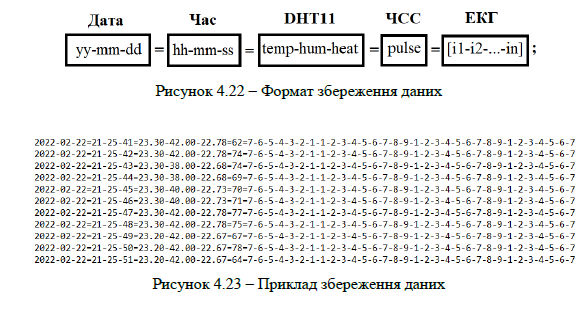 Дата Час DHT11 ЧСС ЕКГ
yy-mm-dd = hh-mm-ss = temp-hum-heat = pulse = [i1-i2-...-in] ;
Рисунок 4.22 – Формат збереження даних
2022-02-22=21-25-41=23.30-42.00-22.78=62=7-6-5-4-3-2-1-1-2-3-4-5-6-7-8-9-1-2-3-4-5-6-7-8-9-1-2-3-4-5-6-7
2022-02-22=21-25-42=23.30-42.00-22.78=74=7-6-5-4-3-2-1-1-2-3-4-5-6-7-8-9-1-2-3-4-5-6-7-8-9-1-2-3-4-5-6-7
2022-02-22=21-25-43=23.30-38.00-22.68=74=7-6-5-4-3-2-1-1-2-3-4-5-6-7-8-9-1-2-3-4-5-6-7-8-9-1-2-3-4-5-6-7
2022-02-22=21-25-44=23.30-38.00-22.68=69=7-6-5-4-3-2-1-1-2-3-4-5-6-7-8-9-1-2-3-4-5-6-7-8-9-1-2-3-4-5-6-7
2022-02-22=21-25-45=23.30-40.00-22.73=70=7-6-5-4-3-2-1-1-2-3-4-5-6-7-8-9-1-2-3-4-5-6-7-8-9-1-2-3-4-5-6-7
2022-02-22=21-25-46=23.30-40.00-22.73=71=7-6-5-4-3-2-1-1-2-3-4-5-6-7-8-9-1-2-3-4-5-6-7-8-9-1-2-3-4-5-6-7
2022-02-22=21-25-47=23.30-42.00-22.78=77=7-6-5-4-3-2-1-1-2-3-4-5-6-7-8-9-1-2-3-4-5-6-7-8-9-1-2-3-4-5-6-7
2022-02-22=21-25-48=23.30-42.00-22.78=75=7-6-5-4-3-2-1-1-2-3-4-5-6-7-8-9-1-2-3-4-5-6-7-8-9-1-2-3-4-5-6-7
2022-02-22=21-25-49=23.20-42.00-22.67=67=7-6-5-4-3-2-1-1-2-3-4-5-6-7-8-9-1-2-3-4-5-6-7-8-9-1-2-3-4-5-6-7
2022-02-22=21-25-50=23.20-42.00-22.67=78=7-6-5-4-3-2-1-1-2-3-4-5-6-7-8-9-1-2-3-4-5-6-7-8-9-1-2-3-4-5-6-7
2022-02-22=21-25-51=23.20-42.00-22.67=64=7-6-5-4-3-2-1-1-2-3-4-5-6-7-8-9-1-2-3-4-5-6-7-8-9-1-2-3-4-5-6-7
Рисунок 4.23 – Приклад збереження даних